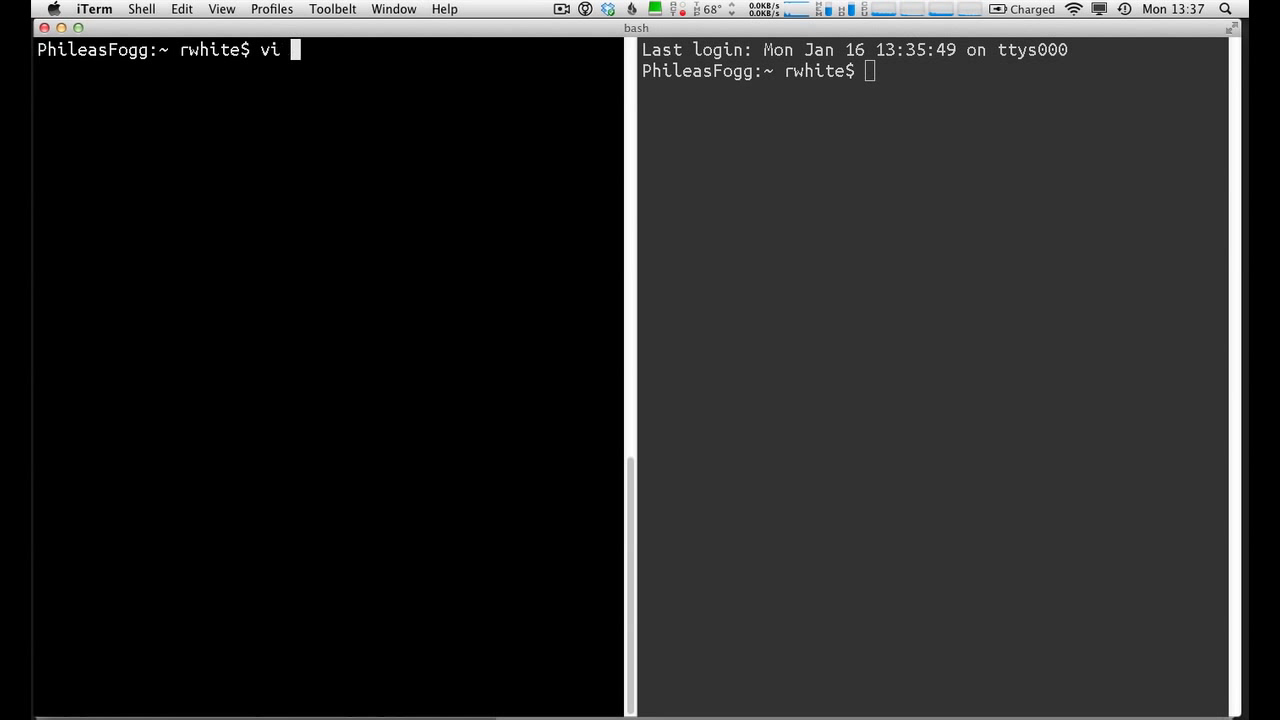 iTerm Shell Edit View Profiles Toolbelt Window Help 68° 0.0KB/s 0.0KB/s Charged Mon 13:37
bash
PhileasFogg:~ rwhite$ vi
Last login: Mon Jan 16 13:35:49 on ttys000
PhileasFogg:~ rwhite$